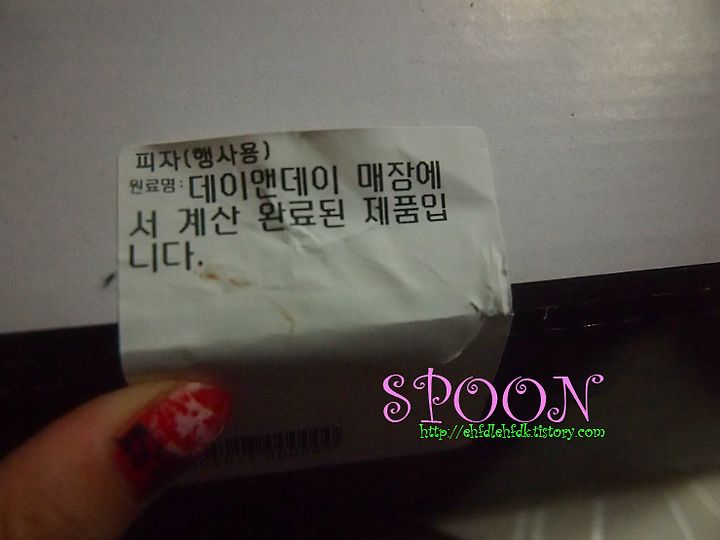 피자(행사용)
원료명: 데이앤데이 매장에
서 계산 완료된 제품입
니다.
SPOON
http://ehfdlehfdk.tistory.com